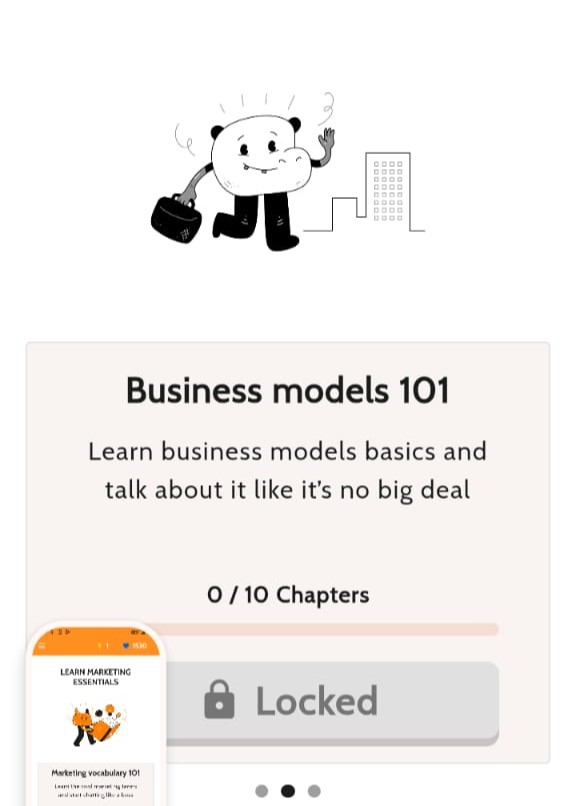 Business models 101
Learn business models basics and
talk about it like it's no big deal
0 / 10 Chapters
Locked
LEARN MARKETING
ESSENTIALS
Marketing vocabulary 101